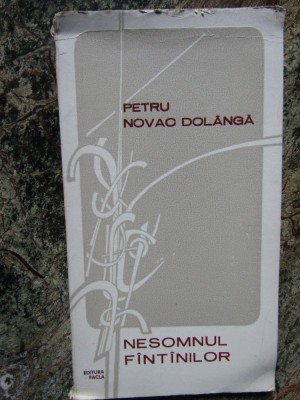 PETRU
NOVAC DOLÂNGĂ
NESOMNUL
FÎNTÎNILOR
EDITURA
FACLA